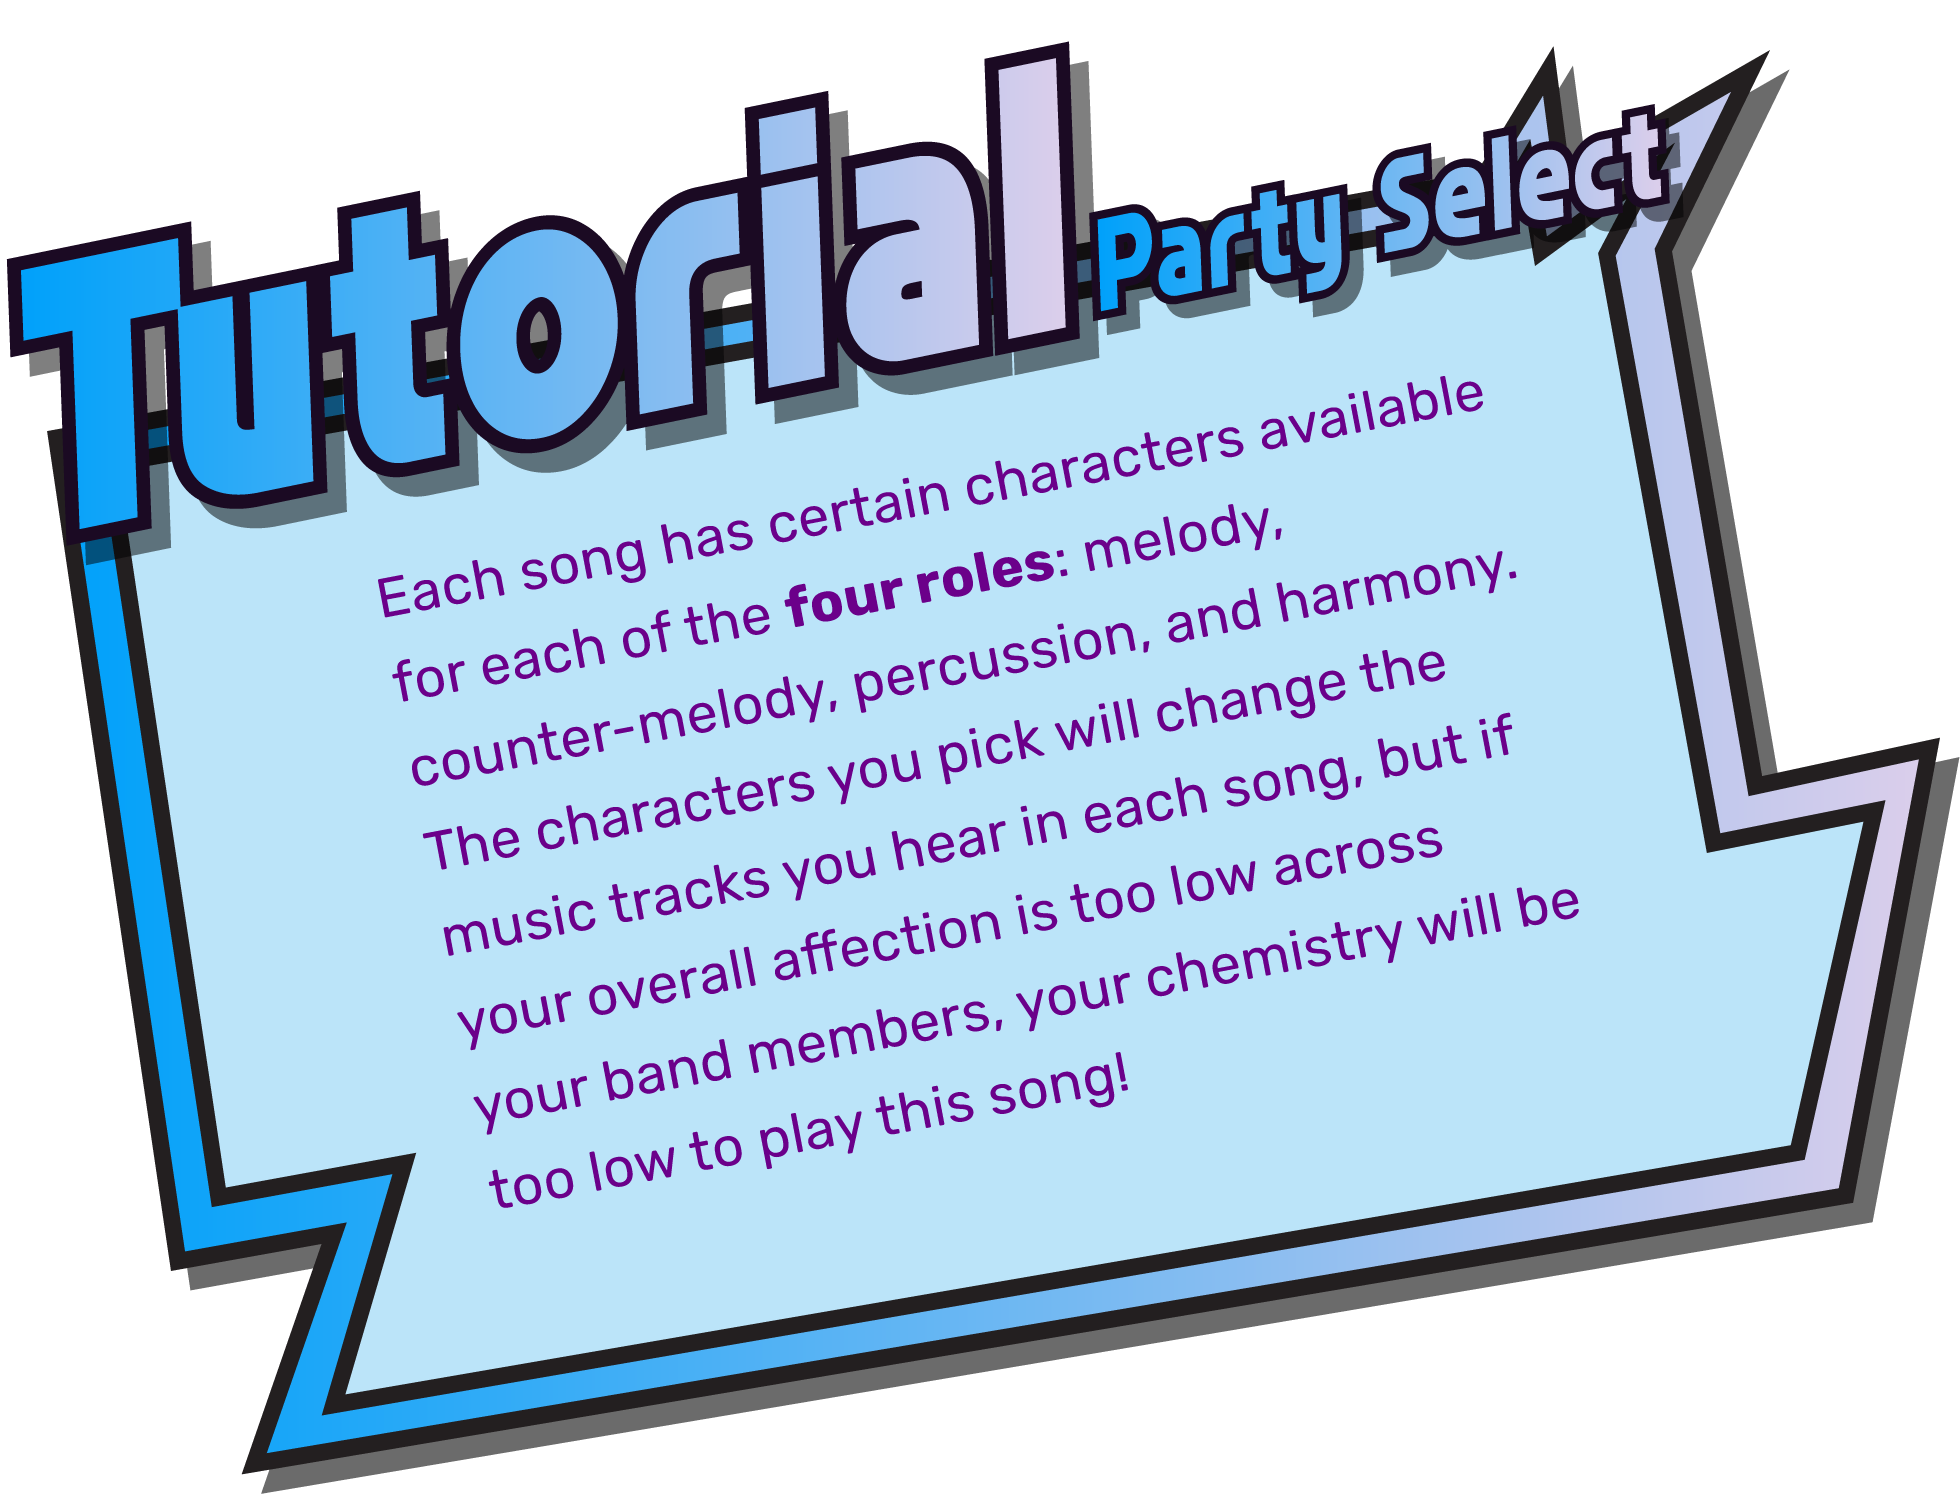 Tutorial Party Select
Each song has certain characters available
for each of the four roles: melody,
counter-melody, percussion, and harmony.
The characters you pick will change the
music tracks you hear in each song, but if
your overall affection is too low across
your band members, your chemistry will be
too low to play this song!